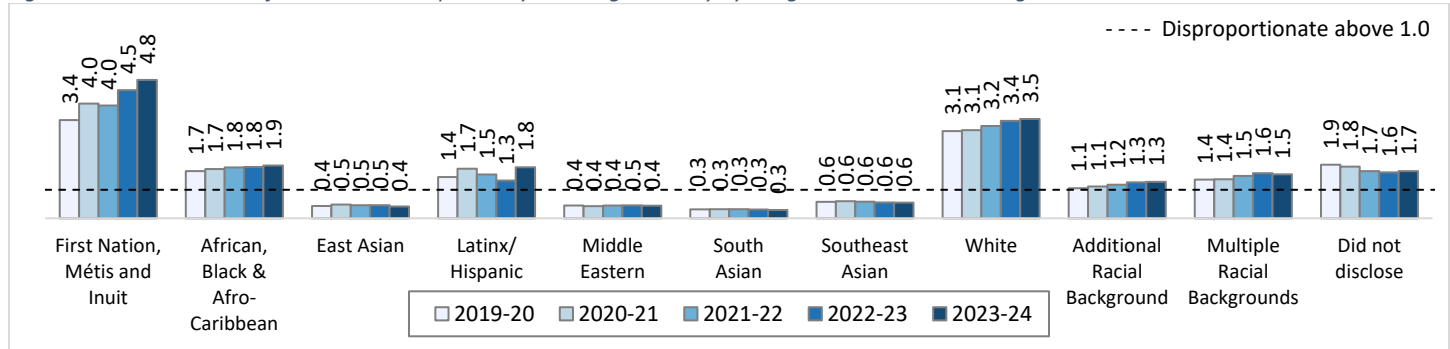 - - - - Disproportionate above 1.0
3.4 4.0 4.0 4.5 4.8
1.7 1.7 1.8 1.8 1.9
0.4 0.5 0.5 0.5 0.4
1.4 1.7 1.5 1.3 1.8
0.4 0.4 0.4 0.5 0.4
0.3 0.3 0.3 0.3 0.3
0.6 0.6 0.6 0.6 0.6
3.1 3.1 3.2 3.4 3.5
1.1 1.1 1.2 1.3 1.3
1.4 1.4 1.5 1.6 1.5
1.9 1.8 1.7 1.6 1.7
First Nation,
Métis and
Inuit
African,
Black &
Afro-
Caribbean
East Asian
Latinx/
Hispanic
Middle
Eastern
South
Asian
Southeast
Asian
White
Additional
Racial
Background
Multiple
Racial
Backgrounds
Did not
disclose
2019-20 2020-21 2021-22 2022-23 2023-24